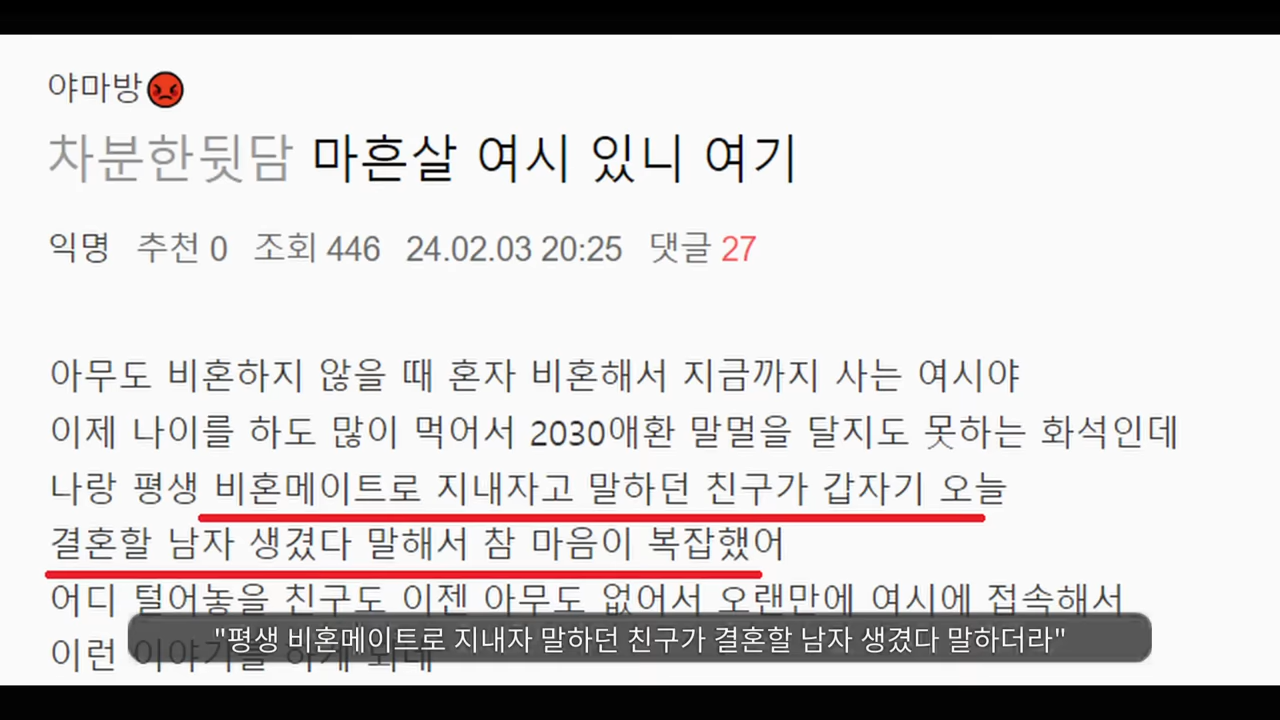 야마방😡
차분한뒷담 마흔살 여시 있니 여기
익명 추천 0 조회 446 24.02.03 20:25 댓글 27
아무도 비혼하지 않을 때 혼자 비혼해서 지금까지 사는 여시야
이제 나이를 하도 많이 먹어서 2030애환 말멀을 달지도 못하는 화석인데
나랑 평생 비혼메이트로 지내자고 말하던 친구가 갑자기 오늘
결혼할 남자 생겼다 말해서 참 마음이 복잡했어
어디 털어놓을 친구도 이젠 아무도 없어서 오랜만에 여시에 접속해서
이런 이야기를 하게 되네
"평생 비혼메이트로 지내자 말하던 친구가 결혼할 남자 생겼다 말하더라"